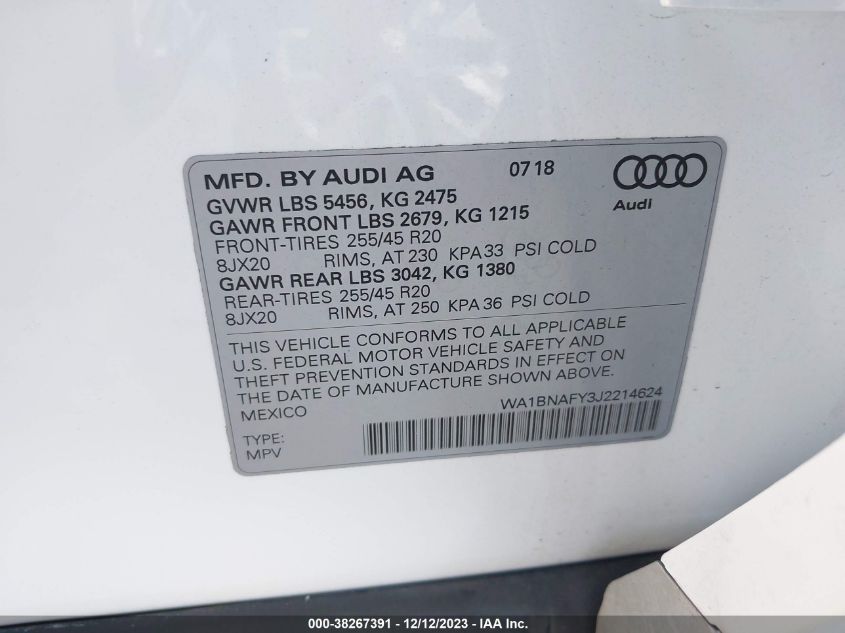 MFD. BY AUDI AG 07 18
GVWR LBS 5456, KG 2475
GAWR FRONT LBS 2679, KG 1215
FRONT-TIRES 255/45 R20
8JX20 RIMS, AT 230 KPA 33 PSI COLD
GAWR REAR LBS 3042, KG 1380
REAR-TIRES 255/45 R20
8JX20 RIMS, AT 250 KPA 36 PSI COLD
Audi
THIS VEHICLE CONFORMS TO ALL APPLICABLE
U.S. FEDERAL MOTOR VEHICLE SAFETY AND
THEFT PREVENTION STANDARDS IN EFFECT ON
THE DATE OF MANUFACTURE SHOWN ABOVE.
MEXICO WA1BNAFY3J2214624
TYPE:
MPV
000-38267391 - 12/12/2023 - IAA Inc.